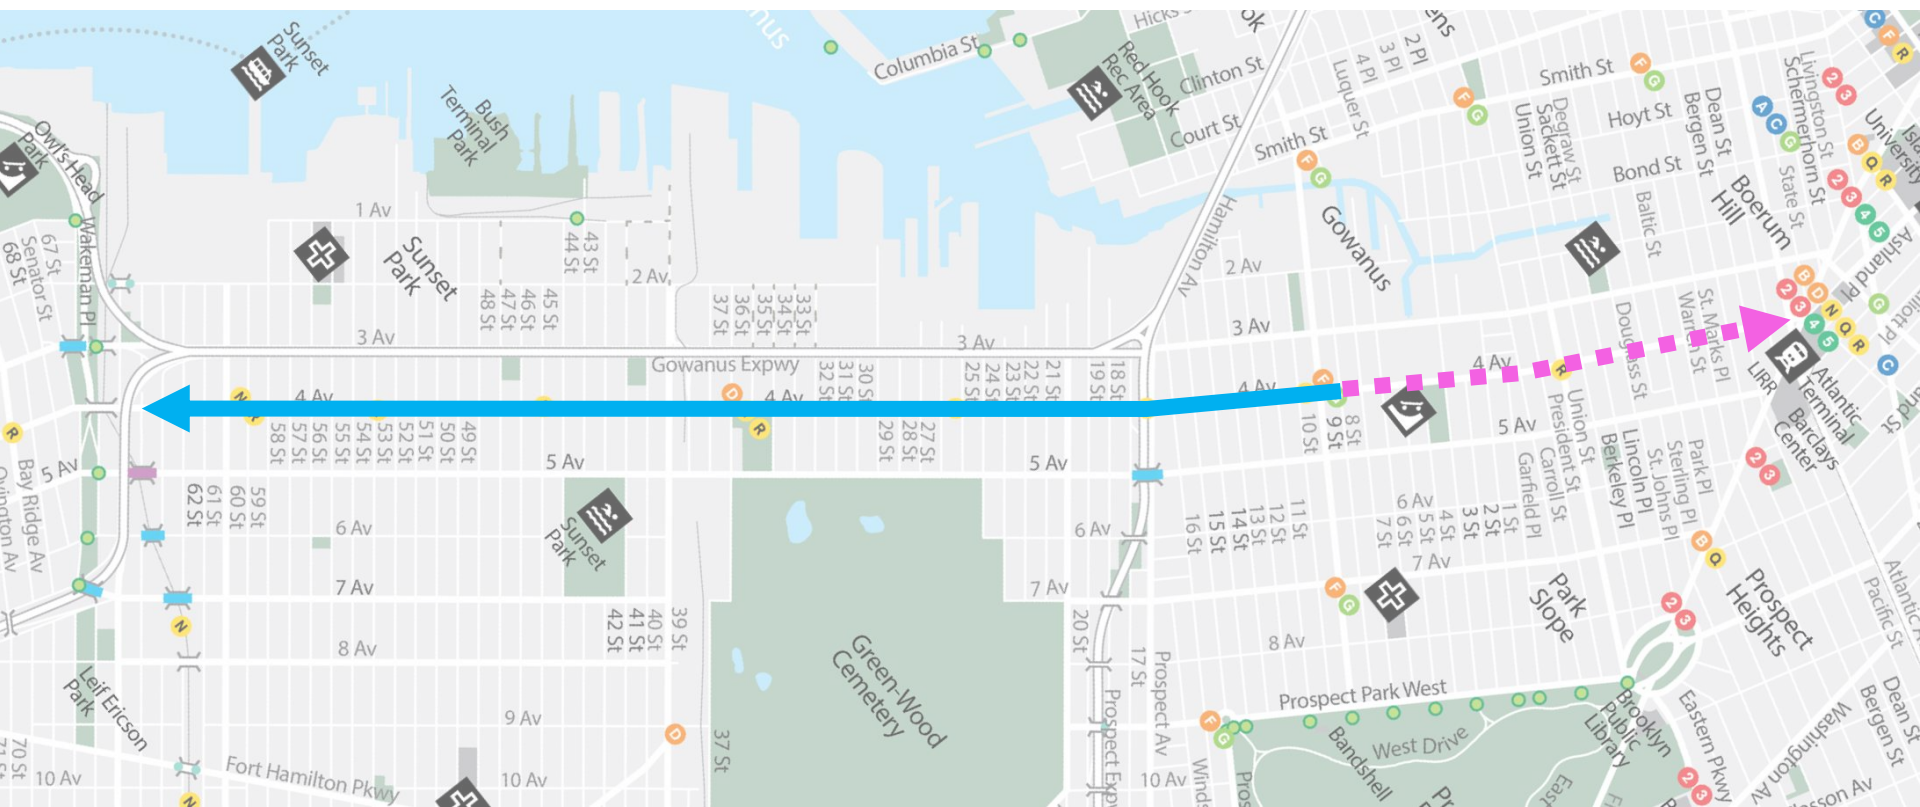 Sunset
Park
Columbia St
Hicks
Red Hook
Rec Area
Clinton St
Court St
Smith St
Luquer St
4 Pl
3 Pl
2 Pl
Smith St
F
G
F
G
F
G
Union St
Sackett St
Degraw St
Hoyt St
Bond St
Baltic St
Dean St
Bergen St
Boerum
Hill
Livingston St
Schermerhorn St
State St
2
3
C
F
R
A
C
G
B
Q
R
2
3
4
5
University
Ashland Pl
Owl's Head
Park
Wakeman Pl
67 St
Senator St
68 St
1 Av
Bush
Terminal
Park
Sunset
Park
44 St
43 St
2 Av
48 St
47 St
46 St
45 St
37 St
36 St
35 St
34 St
33 St
3 Av
Gowanus Expwy
3 Av
Hamilton Av
2 Av
3 Av
Gowanus
4 Av
Douglass St
Warren St
St. Marks Pl
B
D
N
Q
R
2
3
4
5
G
C
LIRR
Atlantic
Terminal
Barclays
Center
32 St
31 St
30 St
25 St
24 St
23 St
22 St
21 St
19 St
18 St
4 Av
4 Av
4 Av
N
R
D
R
R
F
R
58 St
57 St
56 St
55 St
54 St
53 St
52 St
51 St
50 St
49 St
29 St
28 St
27 St
10 St
9 St
8 St
5 Av
5 Av
5 Av
5 Av
Bay Ridge Av
Ovington Av
62 St
61 St
60 St
59 St
6 Av
Sunset
Park
6 Av
16 St
15 St
14 St
13 St
12 St
11 St
6 Av
7 St
6 St
5 St
4 St
3 St
2 St
1 St
Garfield Pl
Carroll St
President St
Union St
Berkeley Pl
Lincoln Pl
St. Johns Pl
Sterling Pl
Park Pl
2
3
B
Q
7 Av
7 Av
7 Av
F
G
N
8 Av
42 St
41 St
40 St
39 St
Green-Wood
Cemetery
20 St
17 St
Prospect Av
Prospect Expy
8 Av
Park
Slope
Prospect
Heights
2
3
Atlantic A
Pacific St
Leif Ericson
Park
9 Av
D
37 St
F
G
Prospect Park West
West Drive
Bandshell
Brooklyn
Public
Library
Eastern Pkwy
Washington Av
Dean St
Bergen St
70 St
10 Av
Fort Hamilton Pkwy
10 Av
10 Av
N
2
3